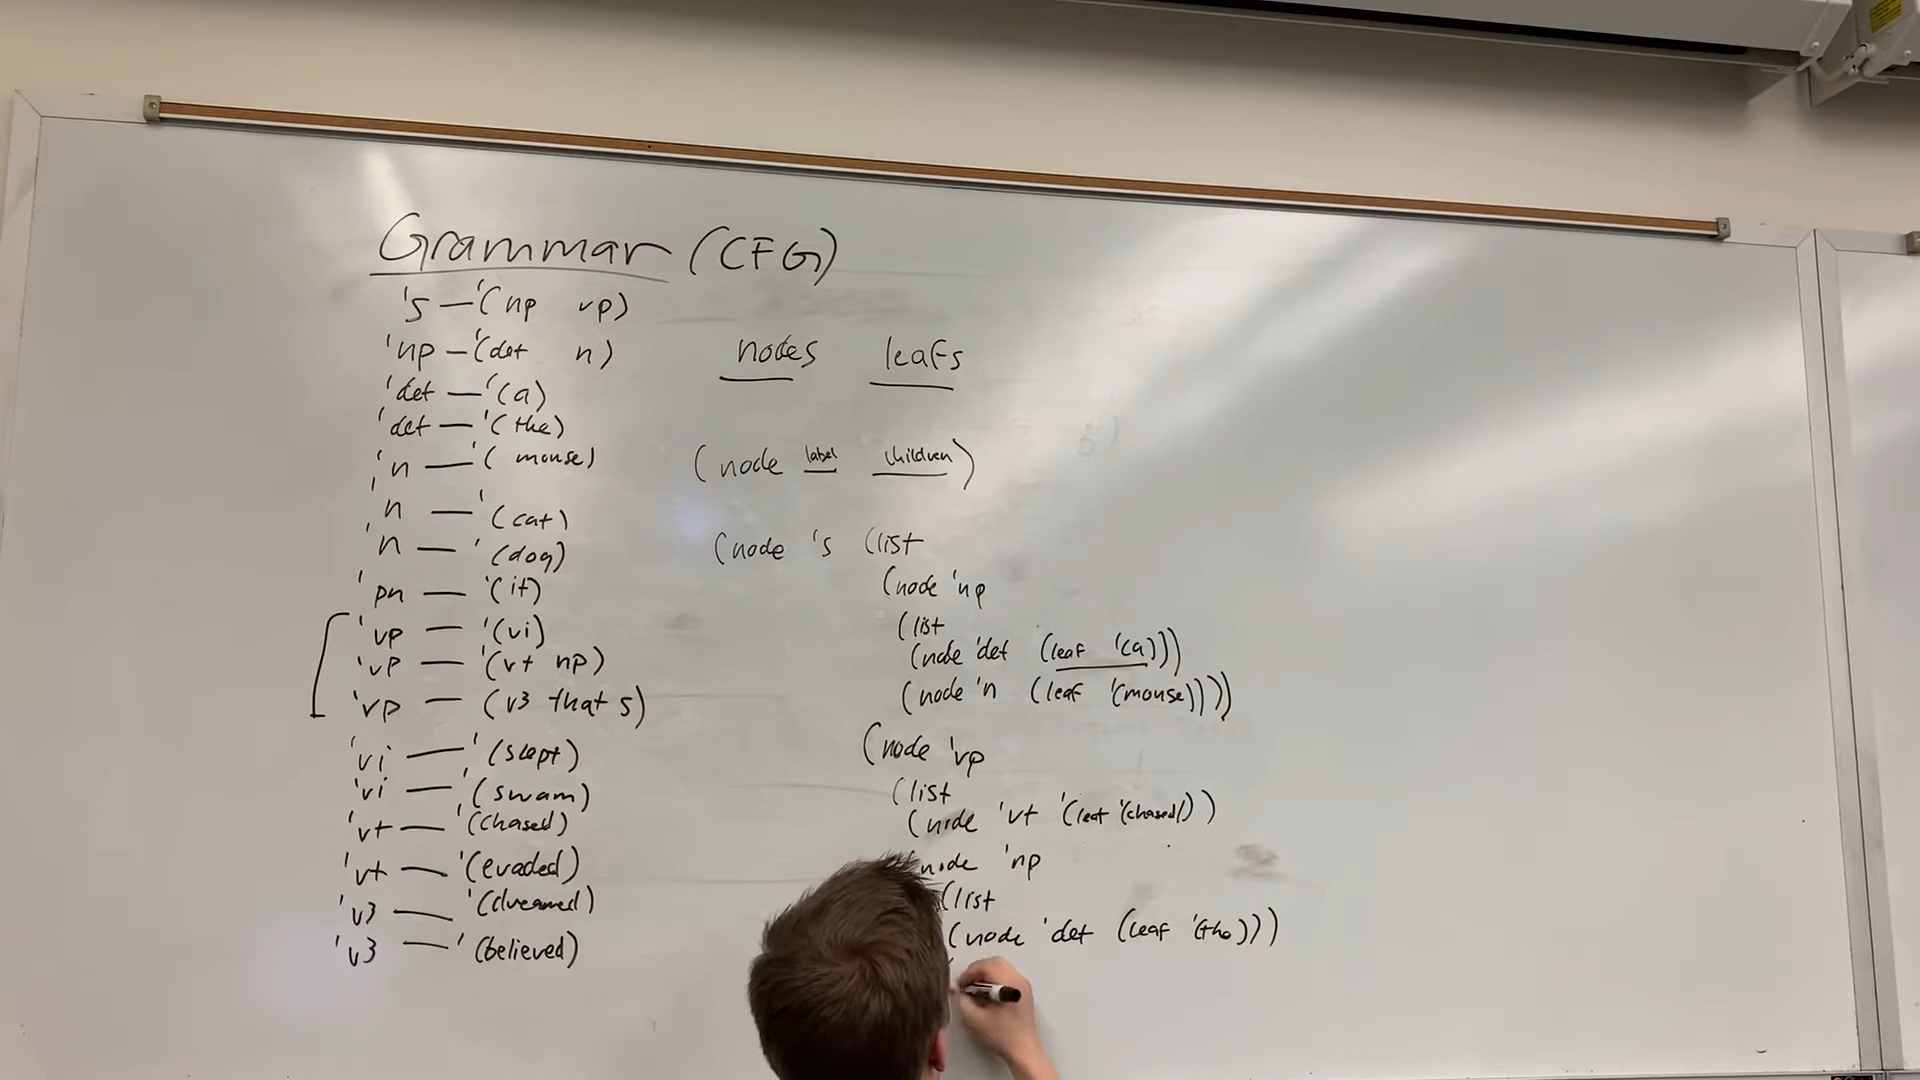 Grammar (CFG)
's — '(np vp)
'np — '(det n)
'det — '(a)
'det — '(the)
'n — '(mouse)
'n — '(cat)
'n — '(dog)
'pn — '(it)
'vp — '(vi)
'vp — '(vt np)
'vp — (v3 that s)
'vi — '(slept)
'vi — '(swam)
'vt — '(chased)
'vt — '(evaded)
'v3 — '(dreamed)
'v3 — '(believed)
nodes leafs
(node label children)
(node 's (list
(node 'np
(list
(node 'det (leaf '(a)))
(node 'n (leaf '(mouse))))
(node 'vp
(list
(node 'vt '(leaf '(chased))
(node 'np
(list
(node 'det (leaf '(the)))